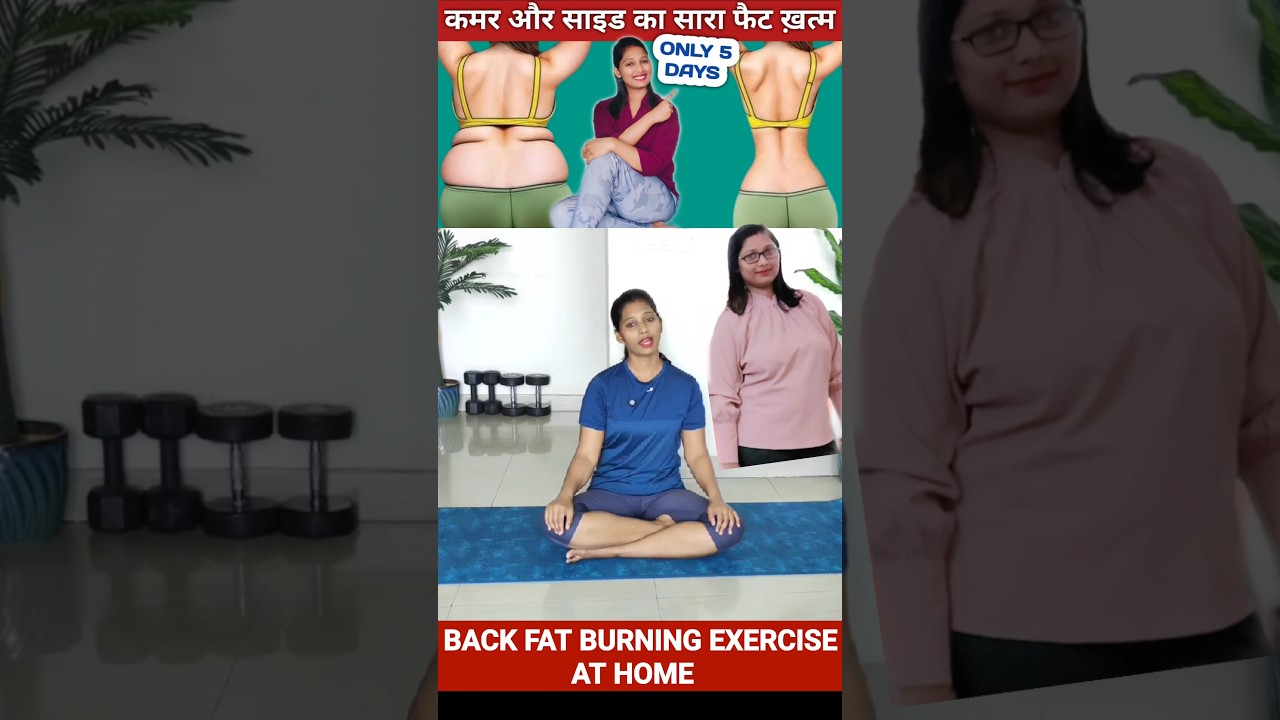 कमर और साइड का सारा फैट ख़त्म
ONLY 5
DAYS
BACK FAT BURNING EXERCISE
AT HOME